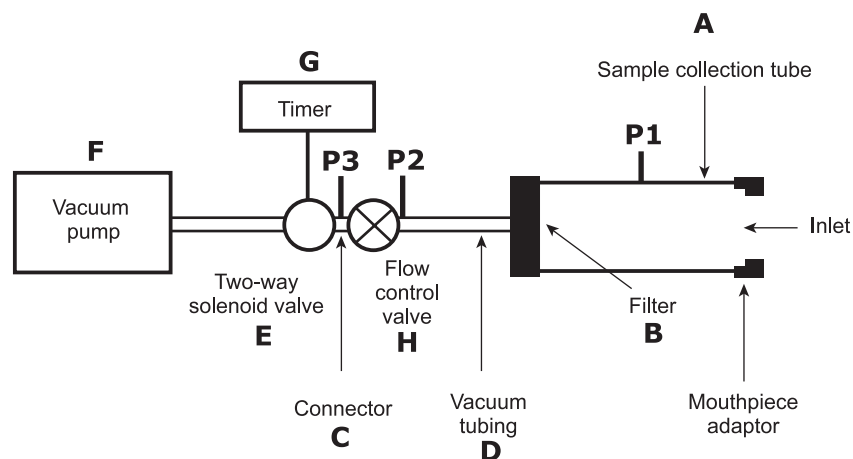 A
Sample collection tube
G
Timer
P1
F
P3
P2
Vacuum
pump
Inlet
Two-way
solenoid valve
E
Flow
control
valve
H
Filter
B
Connector
C
Vacuum
tubing
D
Mouthpiece
adaptor